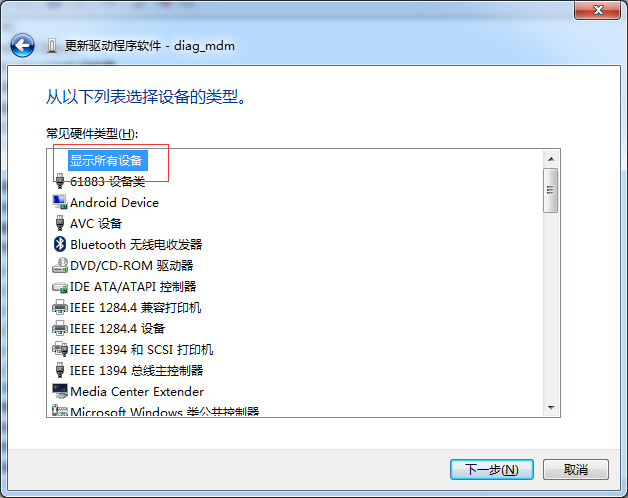 更新驱动程序软件 - diag_mdm
从以下列表选择设备的类型。
常见硬件类型(H):
显示所有设备
61883 设备类
Android Device
AVC 设备
Bluetooth 无线电收发器
DVD/CD-ROM 驱动器
IDE ATA/ATAPI 控制器
IEEE 1284.4 兼容打印机
IEEE 1284.4 设备
IEEE 1394 和 SCSI 打印机
IEEE 1394 总线主控制器
Media Center Extender
Microsoft Windows 类公共控制器
下一步(N)
取消